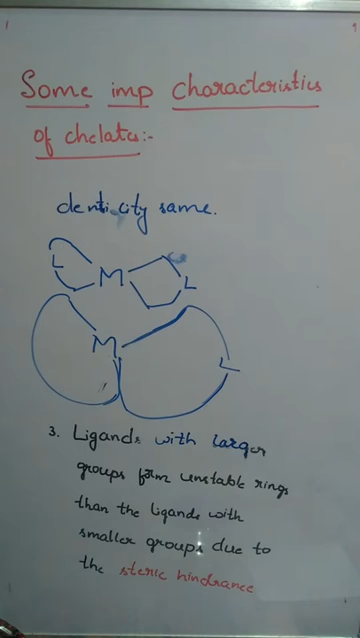 Some imp characteristics
of chelates:-
denticity same.
L M L
M L
3. Ligands with larger
groups form unstable rings
than the ligands with
smaller groups due to
the steric hindrance